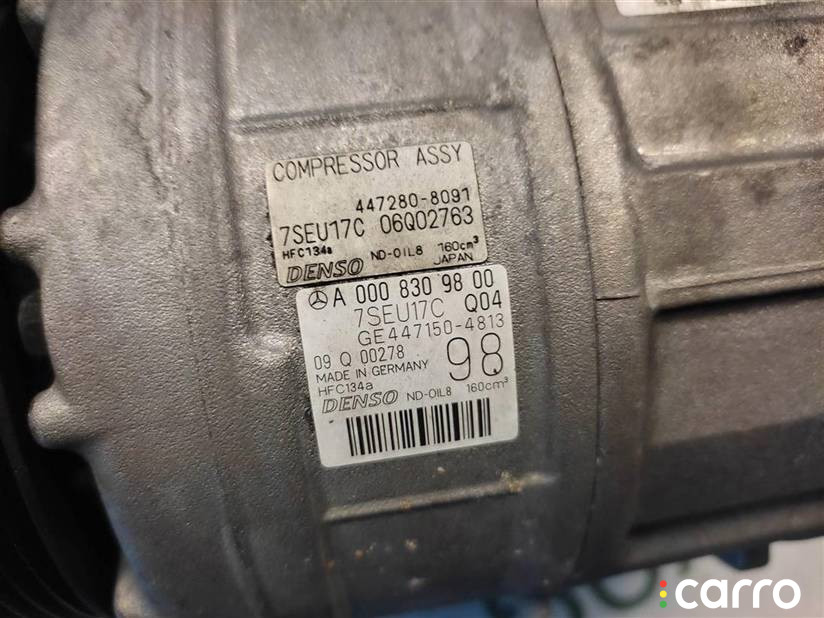 COMPRESSOR ASSY
447280-8091
7SEU17C 06Q02763
HFC134a ND-OIL8 160cm³
DENSO JAPAN
A 000 830 98 00
7SEU17C Q04
GE447150-4813
09 Q 00278 98
MADE IN GERMANY
HFC134a
DENSO ND-OIL8 160cm³
carro